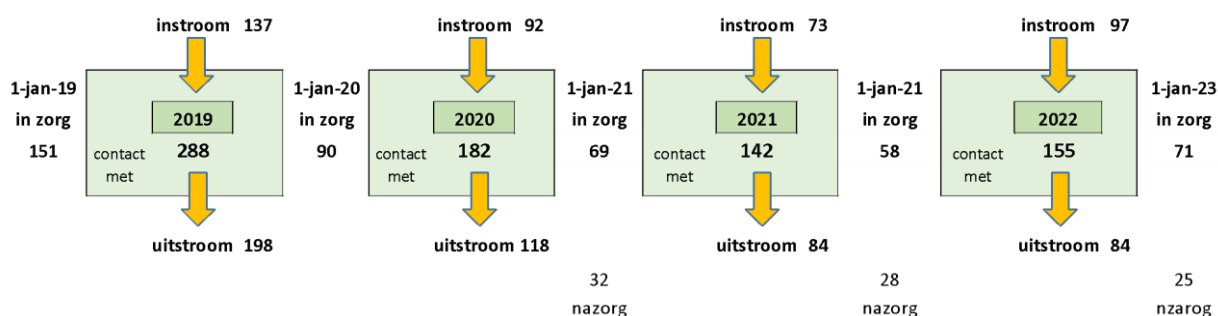 instroom 137
instroom 92
instroom 73
instroom 97
1-jan-19
in zorg
151
2019
contact
met
288
1-jan-20
in zorg
90
2020
contact
met
182
1-jan-21
in zorg
69
2021
contact
met
142
1-jan-21
in zorg
58
2022
contact
met
155
1-jan-23
in zorg
71
uitstroom 198
uitstroom 118
uitstroom 84
uitstroom 84
32
nazorg
28
nazorg
25
nzarog